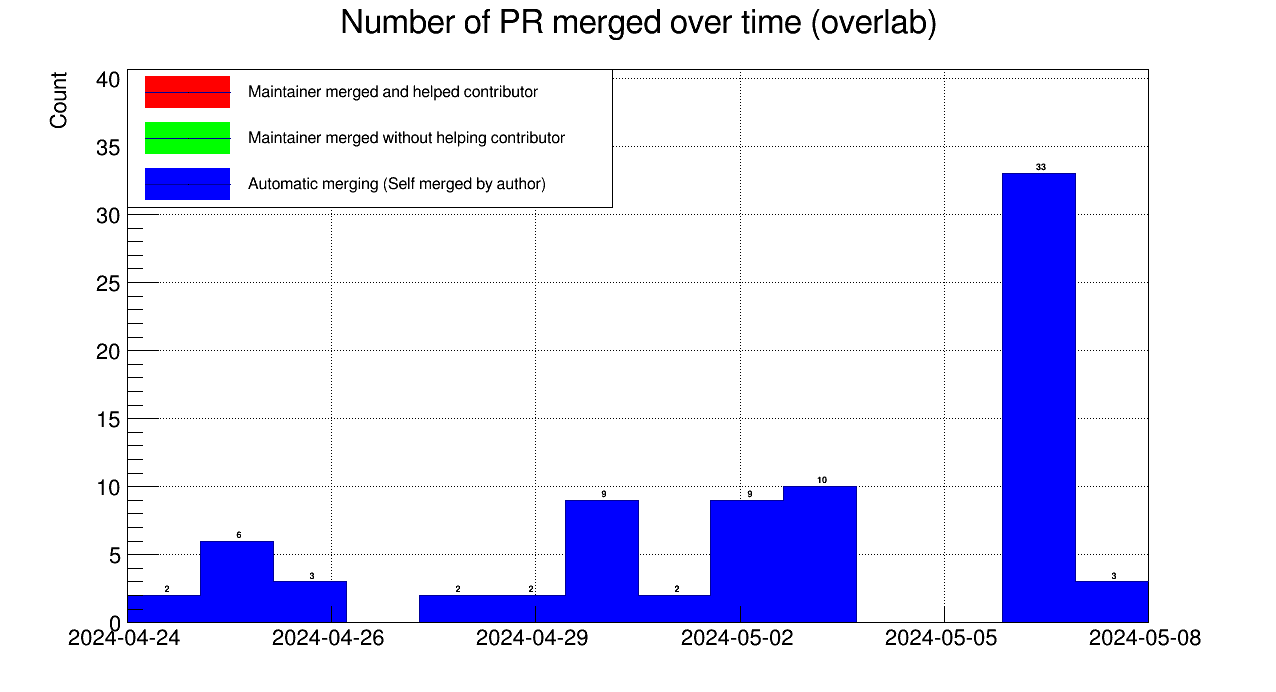 Number of PR merged over time (overlab)
Count
Maintainer merged and helped contributor
Maintainer merged without helping contributor
Automatic merging (Self merged by author)
40
35
30
25
20
15
10
5
0
2 6 3 2 2 9 2 9 10 33 3
2024-04-24 2024-04-26 2024-04-29 2024-05-02 2024-05-05 2024-05-08